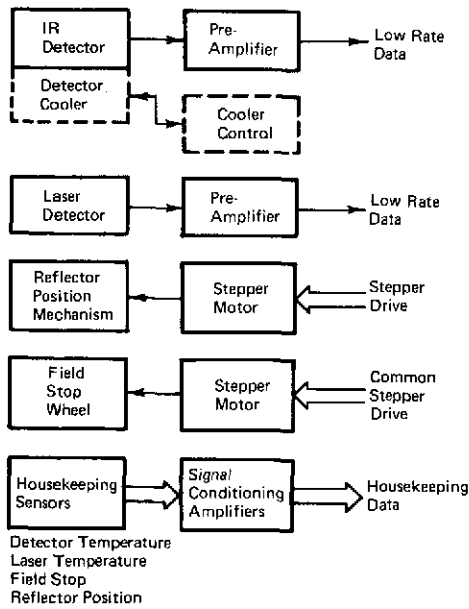 IR
Detector
Pre-
Amplifier
Low Rate
Data
Detector
Cooler
Cooler
Control
Laser
Detector
Pre-
Amplifier
Low Rate
Data
Reflector
Position
Mechanism
Stepper
Motor
Stepper
Drive
Field
Stop
Wheel
Stepper
Motor
Common
Stepper
Drive
Housekeeping
Sensors
Signal
Conditioning
Amplifiers
Housekeeping
Data
Detector Temperature
Laser Temperature
Field Stop
Reflector Position